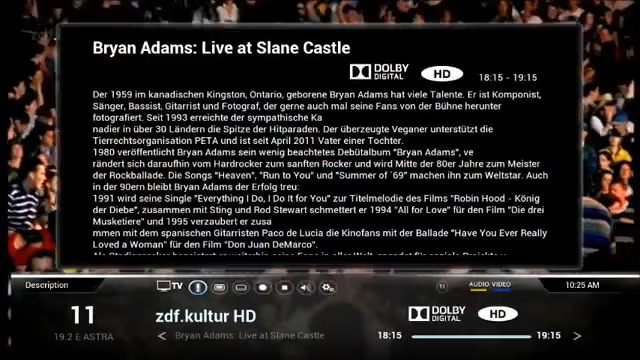 Bryan Adams: Live at Slane Castle
DOLBY DIGITAL
HD
18:15 - 19:15
Der 1959 im kanadischen Kingston, Ontario, geborene Bryan Adams hat viele Talente. Er ist Komponist,
Sänger, Bassist, Gitarrist und Fotograf, der gerne auch mal seine Fans von der Bühne herunter
fotografiert. Seit 1993 erreichte der sympathische Ka
nadier in über 30 Ländern die Spitze der Hitparaden. Der überzeugte Veganer unterstützt die
Tierrechtsorganisation PETA und ist seit April 2011 Vater einer Tochter.
1980 veröffentlicht Bryan Adams sein wenig beachtetes Debütalbum "Bryan Adams", ve
rändert sich daraufhin vom Hardrocker zum sanften Rocker und wird Mitte der 80er Jahre zum Meister
der Rockballade. Die Songs "Heaven", "Run to You" und "Summer of ´69" machen ihn zum Weltstar. Auch
in der 90ern bleibt Bryan Adams der Erfolg treu:
1991 wird seine Single "Everything I Do, I Do It for You" zur Titelmelodie des Films "Robin Hood - König
der Diebe", zusammen mit Sting und Rod Stewart schmettert er 1994 "All for Love" für den Film "Die drei
Musketiere" und 1995 verzaubert er zusa
mmen mit dem spanischen Gitarristen Paco de Lucia die Kinofans mit der Ballade "Have You Ever Really
Loved a Woman" für den Film "Don Juan DeMarco".
Description
TV
AUDIO VIDEO
10:25 AM
11
19.2 E ASTRA
zdf.kultur HD
DOLBY DIGITAL
HD
< Bryan Adams: Live at Slane Castle
18:15
19:15 >